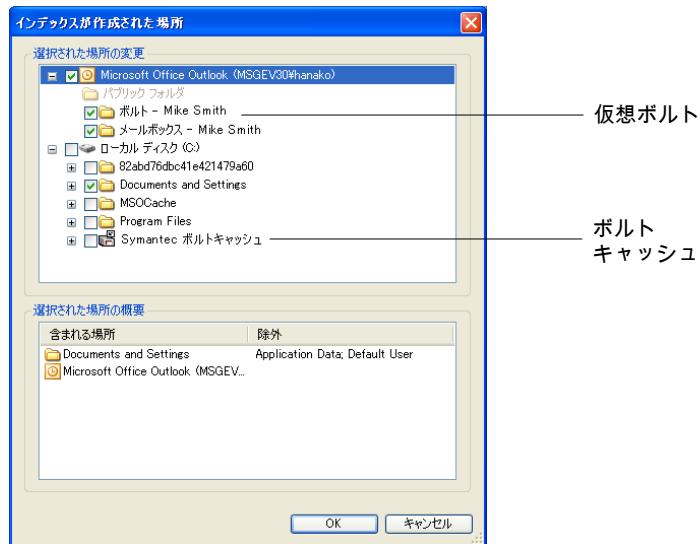 インデックスが作成された場所
選択された場所の変更
Microsoft Office Outlook (MSGEV30¥hanako)
パブリック フォルダ
ボルト - Mike Smith
メールボックス - Mike Smith
ローカル ディスク (C:)
82abd76dbc41e421479a60
Documents and Settings
MSOCache
Program Files
Symantec ボルトキャッシュ
仮想ボルト
ボルト
キャッシュ
選択された場所の概要
含まれる場所 除外
Documents and Settings Application Data; Default User
Microsoft Office Outlook (MSGEV...
OK キャンセル